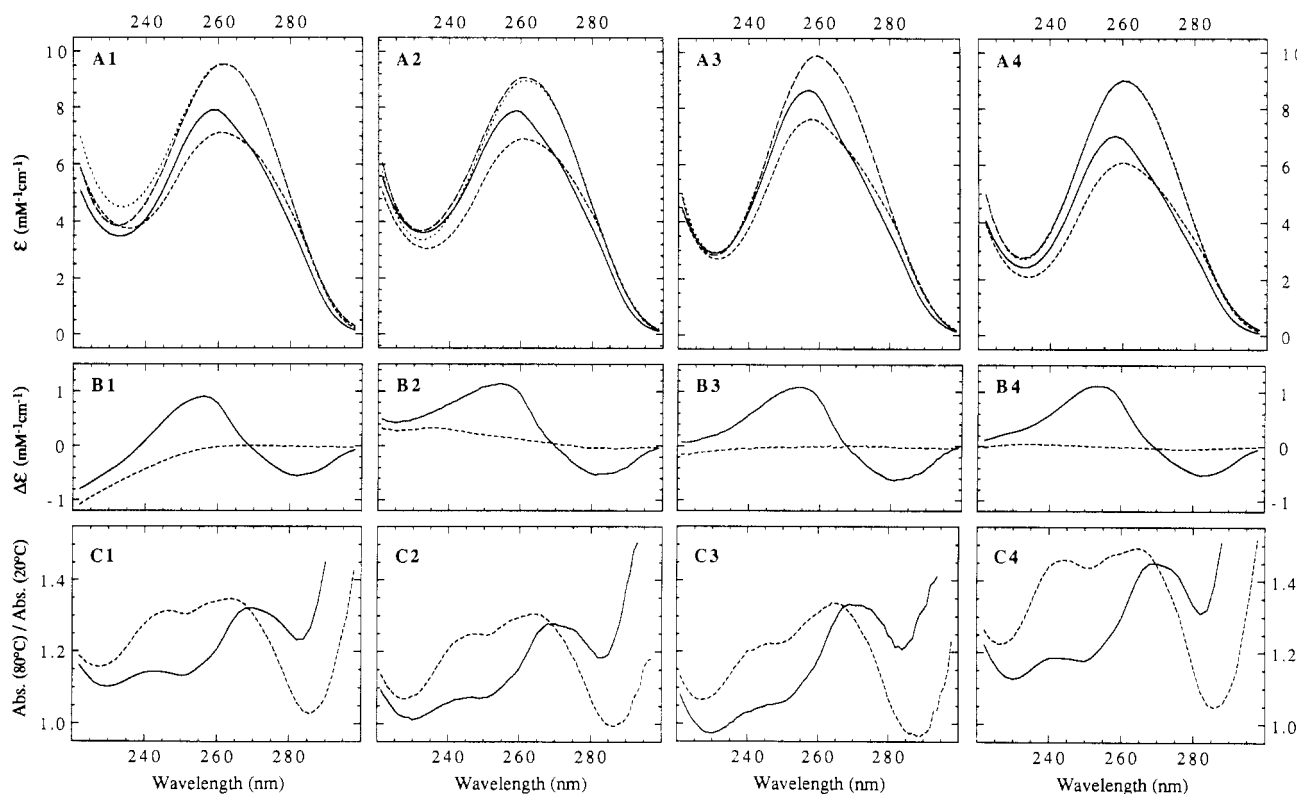 240 260 280 240 260 280 240 260 280 240 260 280
A1 A2 A3 A4
10
8
6
4
2
0
ε (mM⁻¹cm⁻¹)
10
8
6
4
2
0
B1 B2 B3 B4
1
0
-1
Δε (mM⁻¹cm⁻¹)
1
0
-1
C1 C2 C3 C4
1.4
1.2
1.0
Abs. (80°C) / Abs. (20°C)
1.4
1.2
1.0
240 260 280 240 260 280 240 260 280 240 260 280
Wavelength (nm) Wavelength (nm) Wavelength (nm) Wavelength (nm)